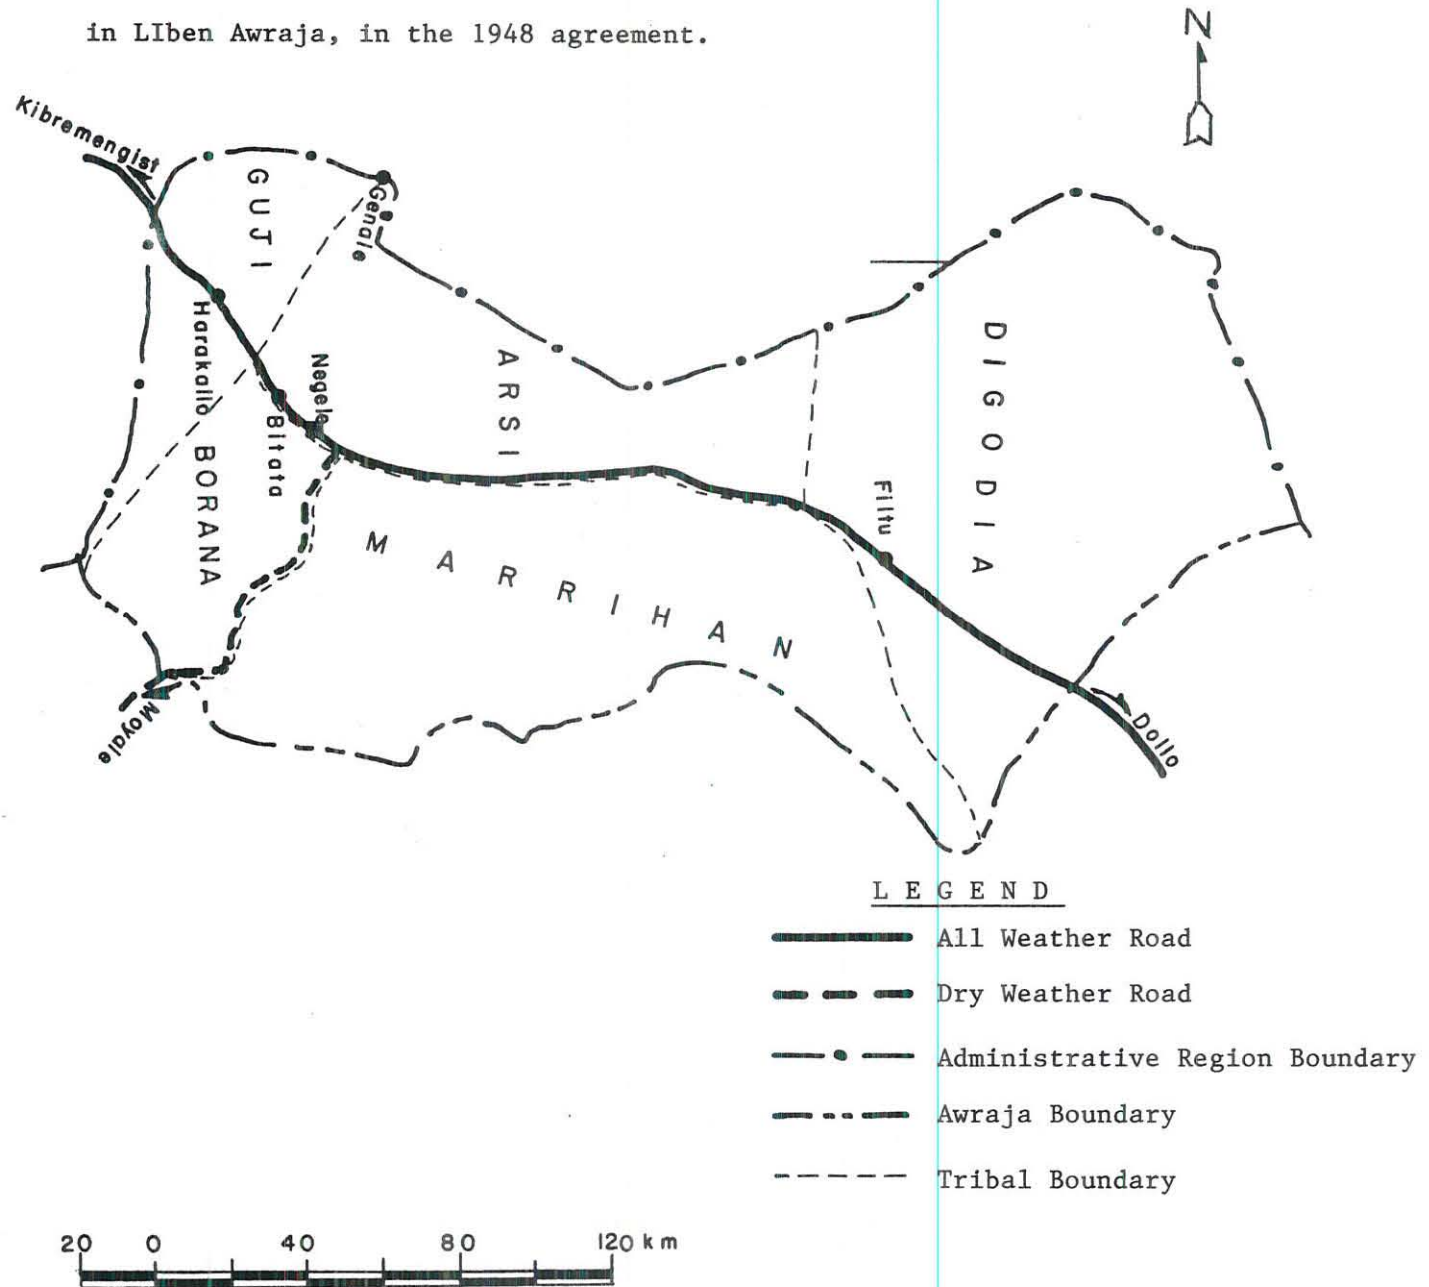 in LIben Awraja, in the 1948 agreement.
N
Kibremengist
GUJI
Genale
Harakallo
Negele
ARSI
DIGODIA
BORANA
Bitata
Filtu
MARRIHAN
Moyale
Dollo
LEGEND
All Weather Road
Dry Weather Road
Administrative Region Boundary
Awraja Boundary
Tribal Boundary
20 0 40 80 120 km